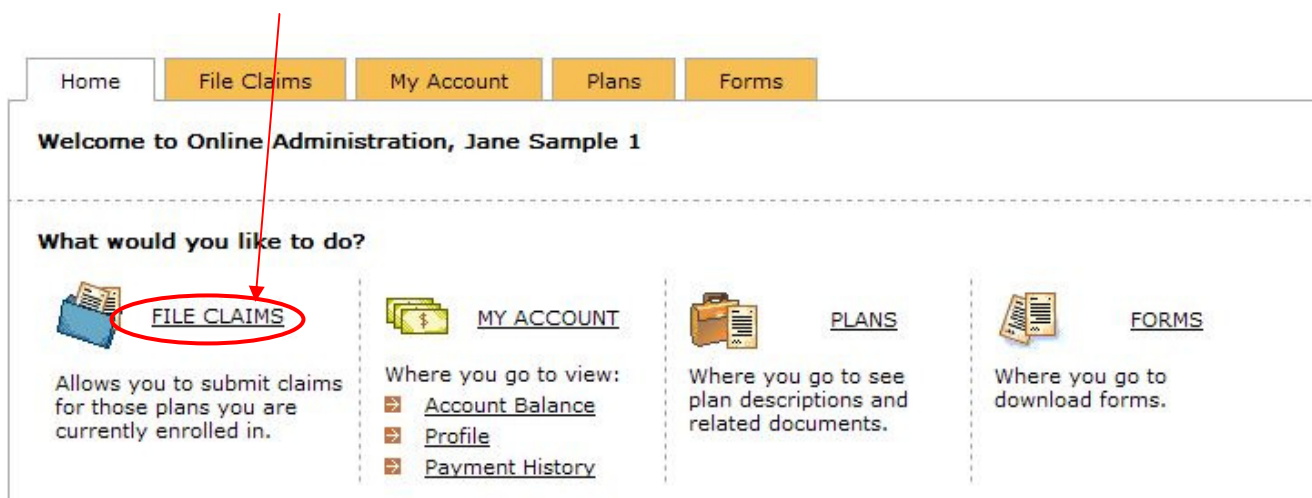 Home File Claims My Account Plans Forms
Welcome to Online Administration, Jane Sample 1
What would you like to do?
FILE CLAIMS
Allows you to submit claims
for those plans you are
currently enrolled in.
MY ACCOUNT
Where you go to view:
Account Balance
Profile
Payment History
PLANS
Where you go to see
plan descriptions and
related documents.
FORMS
Where you go to
download forms.